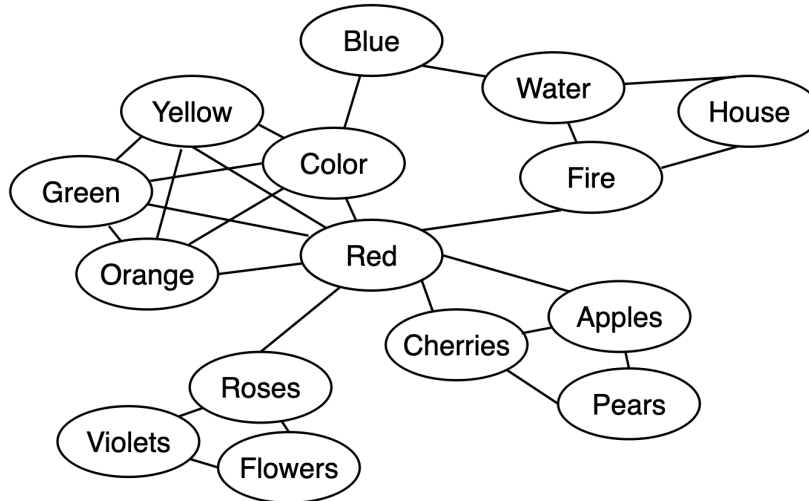 Blue
Water
Yellow
House
Color
Fire
Green
Red
Orange
Apples
Cherries
Roses
Pears
Violets
Flowers